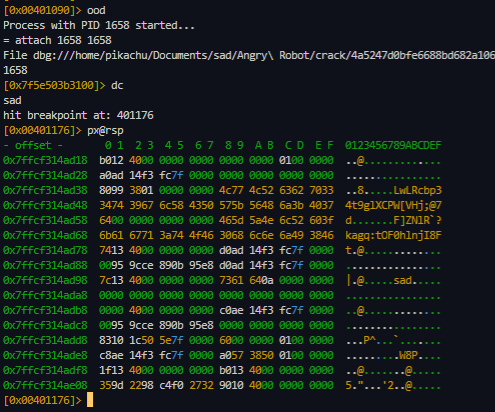 [0x00401090]> ood
Process with PID 1658 started...
= attach 1658 1658
File dbg:///home/pikachu/Documents/sad/Angry\ Robot/crack/4a5247d0bfe6688bd682a106
1658
[0x7f5e503b3100]> dc
sad
hit breakpoint at: 401176
[0x00401176]> px@rsp
- offset -       0 1  2 3  4 5  6 7  8 9  A B  C D  E F  0123456789ABCDEF
0x7ffcf314ad18  b012 4000 0000 0000 0000 0000 0100 0000  ..@.............
0x7ffcf314ad28  a0ad 14f3 fc7f 0000 0000 0000 0000 0000  ................
0x7ffcf314ad38  8099 3801 0000 0000 4c77 4c52 6362 7033  ..8.....LwLRcbp3
0x7ffcf314ad48  3474 3967 6c58 4350 575b 5648 6a3b 4037  4t9glXCPW[VHj;@7
0x7ffcf314ad58  6400 0000 0000 0000 465d 5a4e 6c52 603f  d.......F]ZNlR`?
0x7ffcf314ad68  6b61 6771 3a74 4f46 3068 6c6e 6a49 3846  kagq:tOF0hlnjI8F
0x7ffcf314ad78  7413 4000 0000 0000 d0ad 14f3 fc7f 0000  t.@.............
0x7ffcf314ad88  0095 9cce 890b 95e8 d0ad 14f3 fc7f 0000  ................
0x7ffcf314ad98  7c13 4000 0000 0000 7361 640a 0000 0000  |.@.....sad.....
0x7ffcf314ada8  0000 0000 0000 0000 0000 0000 0000 0000  ................
0x7ffcf314adb8  9010 4000 0000 0000 c0ae 14f3 fc7f 0000  ..@.............
0x7ffcf314adc8  0095 9cce 890b 95e8 0000 0000 0000 0000  ................
0x7ffcf314add8  8310 1c50 5e7f 0000 6000 0000 0100 0000  ...P^...`.......
0x7ffcf314ade8  c8ae 14f3 fc7f 0000 a057 3850 0100 0000  .........W8P....
0x7ffcf314adf8  1f13 4000 0000 0000 b013 4000 0000 0000  ..@.......@.....
0x7ffcf314ae08  359d 2298 c4f0 2732 9010 4000 0000 0000  5."...'2..@.....
[0x00401176]>